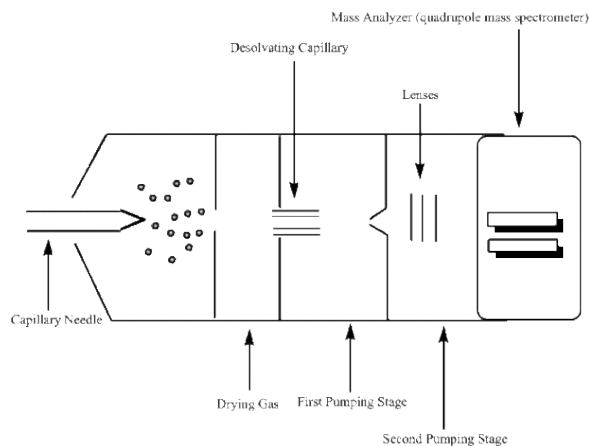 Mass Analyzer (quadrupole mass spectrometer)
Desolvating Capillary
Lenses
Capillary Needle
Drying Gas
First Pumping Stage
Second Pumping Stage